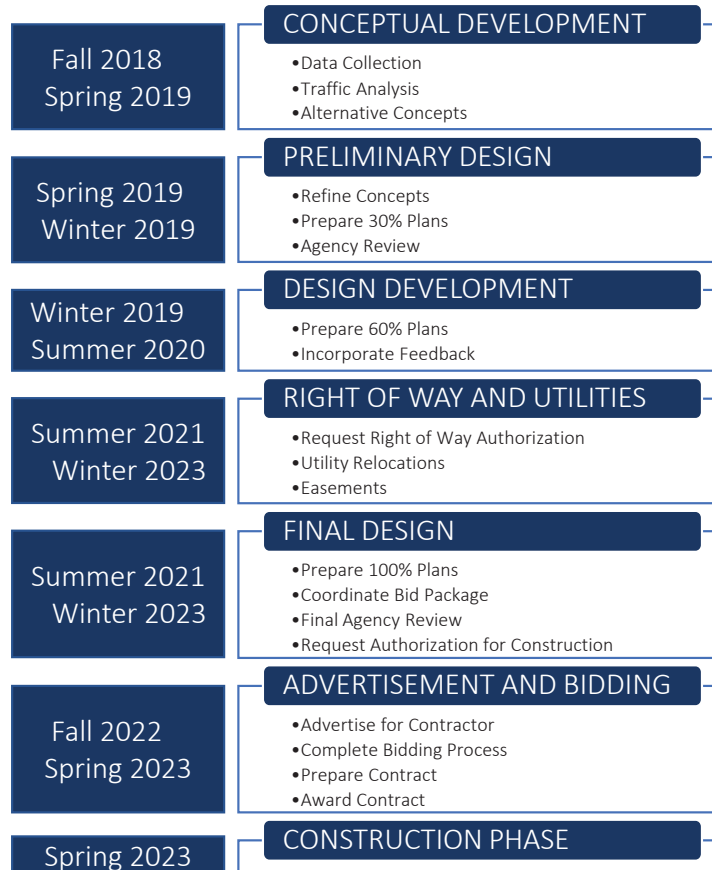 Fall 2018
Spring 2019
CONCEPTUAL DEVELOPMENT
•Data Collection
•Traffic Analysis
•Alternative Concepts
Spring 2019
Winter 2019
PRELIMINARY DESIGN
•Refine Concepts
•Prepare 30% Plans
•Agency Review
Winter 2019
Summer 2020
DESIGN DEVELOPMENT
•Prepare 60% Plans
•Incorporate Feedback
Summer 2021
Winter 2023
RIGHT OF WAY AND UTILITIES
•Request Right of Way Authorization
•Utility Relocations
•Easements
Summer 2021
Winter 2023
FINAL DESIGN
•Prepare 100% Plans
•Coordinate Bid Package
•Final Agency Review
•Request Authorization for Construction
Fall 2022
Spring 2023
ADVERTISEMENT AND BIDDING
•Advertise for Contractor
•Complete Bidding Process
•Prepare Contract
•Award Contract
Spring 2023
CONSTRUCTION PHASE